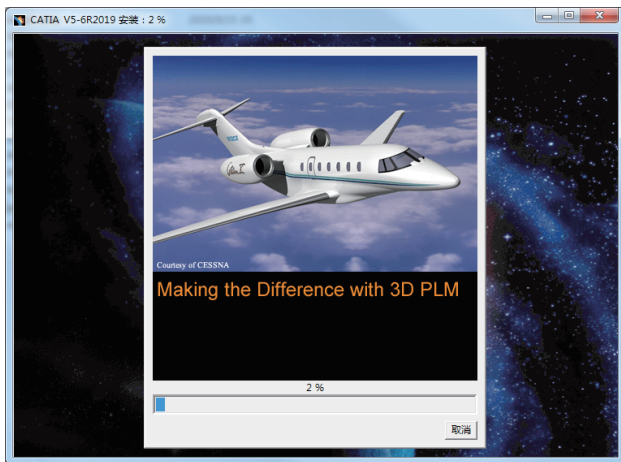 CATIA V5-6R2019 安装：2 %
Courtesy of CESSNA
Making the Difference with 3D PLM
2 %
取消